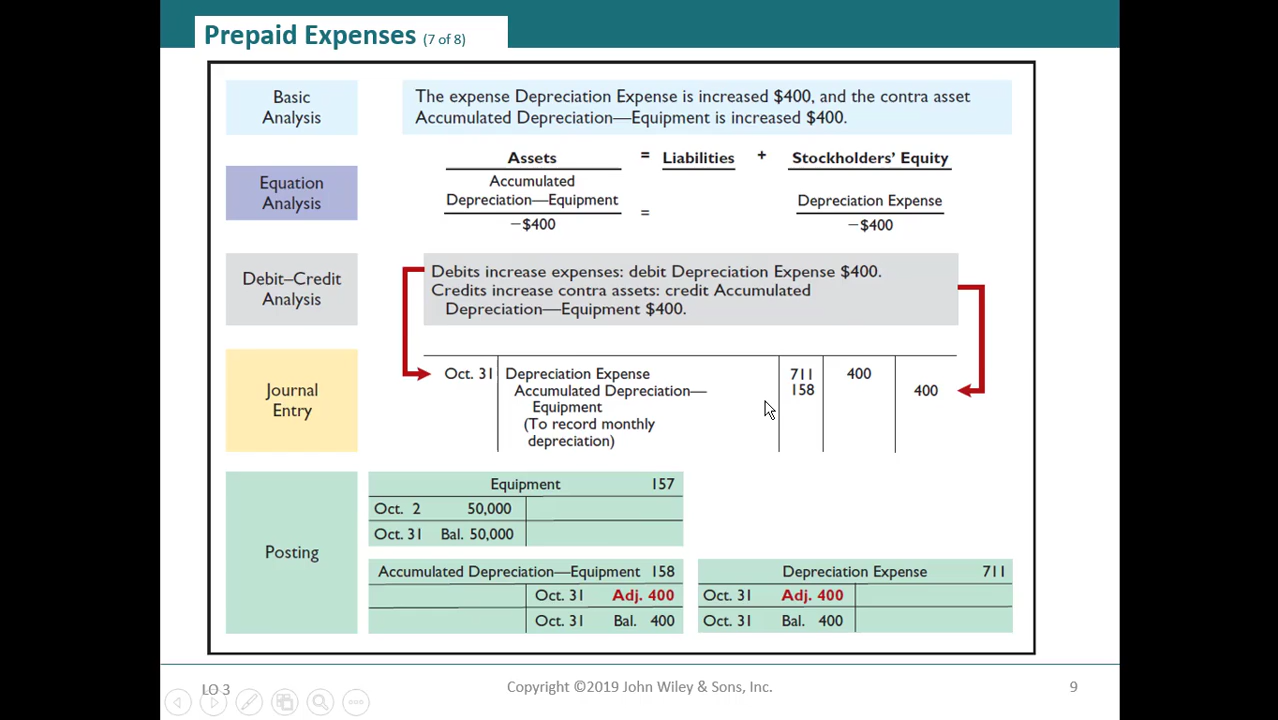 Prepaid Expenses (7 of 8)
Basic
Analysis
The expense Depreciation Expense is increased $400, and the contra asset
Accumulated Depreciation—Equipment is increased $400.
Equation
Analysis
Assets = Liabilities + Stockholders' Equity
Accumulated
Depreciation—Equipment = Depreciation Expense
−$400 −$400
Debit–Credit
Analysis
Debits increase expenses: debit Depreciation Expense $400.
Credits increase contra assets: credit Accumulated
Depreciation—Equipment $400.
Journal
Entry
Oct. 31 Depreciation Expense 711 400
Accumulated Depreciation— 158 400
Equipment
(To record monthly
depreciation)
Posting
Equipment 157
Oct. 2 50,000
Oct. 31 Bal. 50,000
Accumulated Depreciation—Equipment 158
Oct. 31 Adj. 400
Oct. 31 Bal. 400
Depreciation Expense 711
Oct. 31 Adj. 400
Oct. 31 Bal. 400
LO 3
Copyright ©2019 John Wiley & Sons, Inc.
9